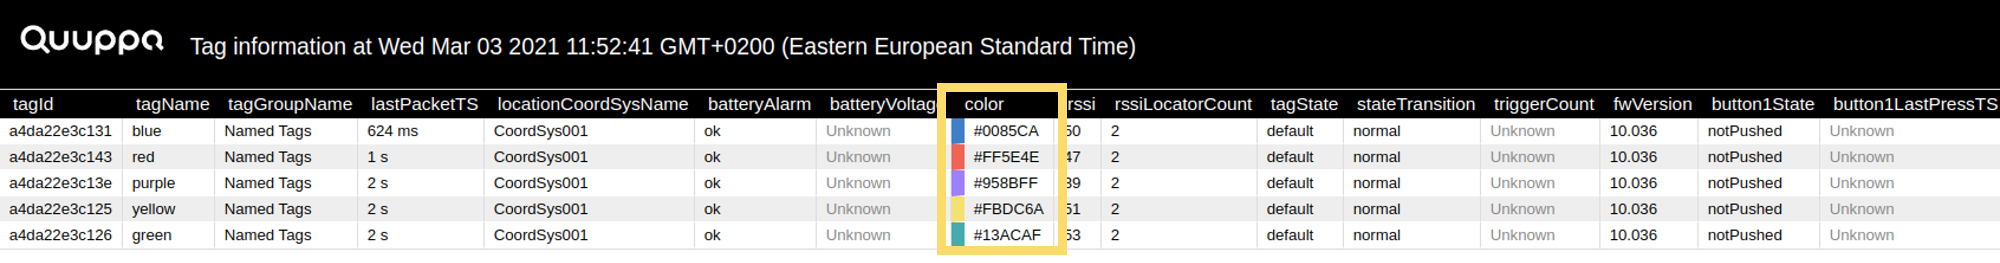 Quuppa
Tag information at Wed Mar 03 2021 11:52:41 GMT+0200 (Eastern European Standard Time)
tagId tagName tagGroupName lastPacketTS locationCoordSysName batteryAlarm color rssi rssiLocatorCount tagState stateTransition triggerCount fwVersion button1State button1LastPressTS
a4da22e3c131 blue Named Tags 624 ms CoordSys001 ok Unknown #0085CA 50 2 default normal Unknown 10.036 notPushed Unknown
a4da22e3c143 red Named Tags 1 s CoordSys001 ok Unknown #FF5E4E 47 2 default normal Unknown 10.036 notPushed Unknown
a4da22e3c13e purple Named Tags 2 s CoordSys001 ok Unknown #958BFF 39 2 default normal Unknown 10.036 notPushed Unknown
a4da22e3c125 yellow Named Tags 2 s CoordSys001 ok Unknown #FBDC6A 51 2 default normal Unknown 10.036 notPushed Unknown
a4da22e3c126 green Named Tags 2 s CoordSys001 ok Unknown #13ACAF 53 2 default normal Unknown 10.036 notPushed Unknown